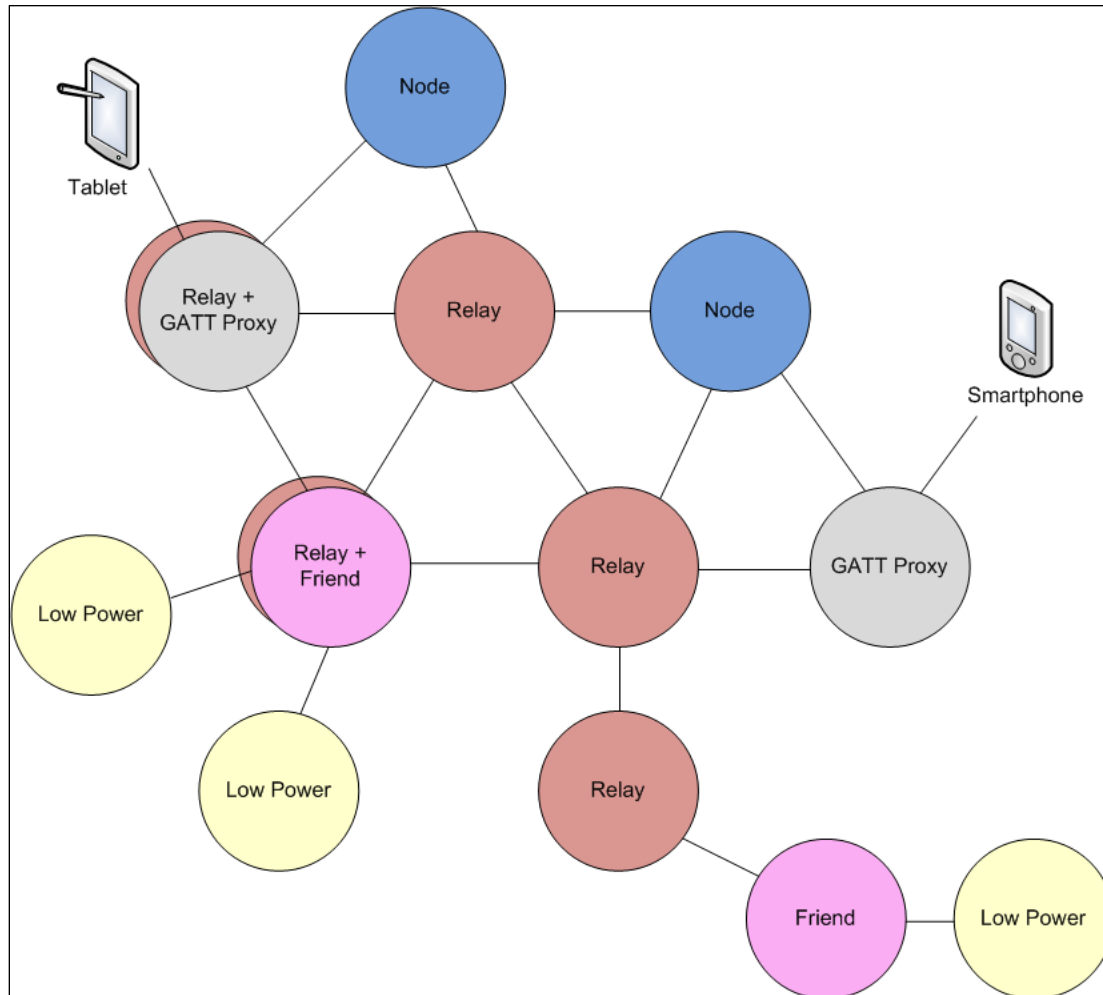 Node
Tablet
Relay +
GATT Proxy
Relay
Node
Smartphone
Relay +
Friend
Relay
GATT Proxy
Low Power
Low Power
Relay
Friend
Low Power